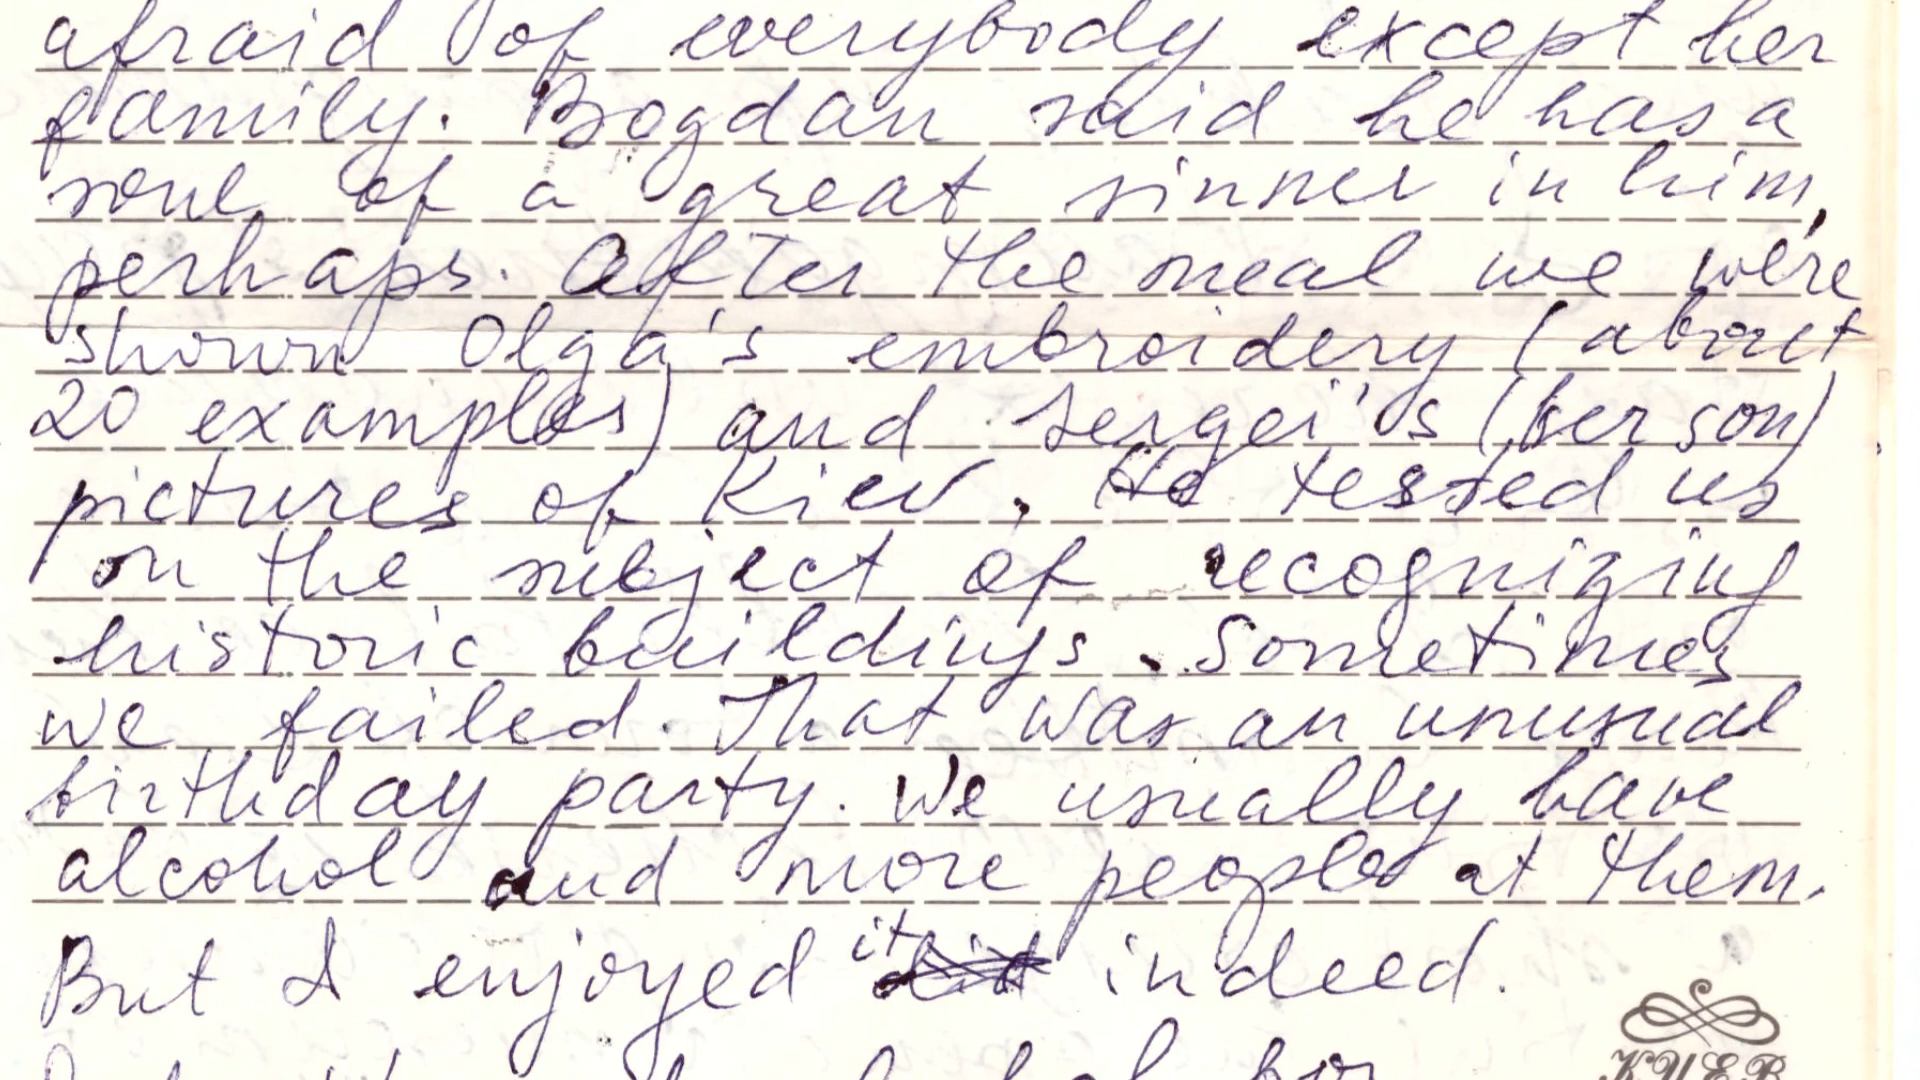 afraid of everybody except her
family. Bogdan said he has a
soul of a great sinner in him,
perhaps. After the meal we were
shown Olga's embroidery (about
20 examples) and Sergei's (her son)
pictures of Kiev. He tested us
on the subject of recognizing
historic buildings. Sometimes
we failed. That was an unusual
birthday party. We usually have
alcohol and more people at them.
But I enjoyed it indeed.